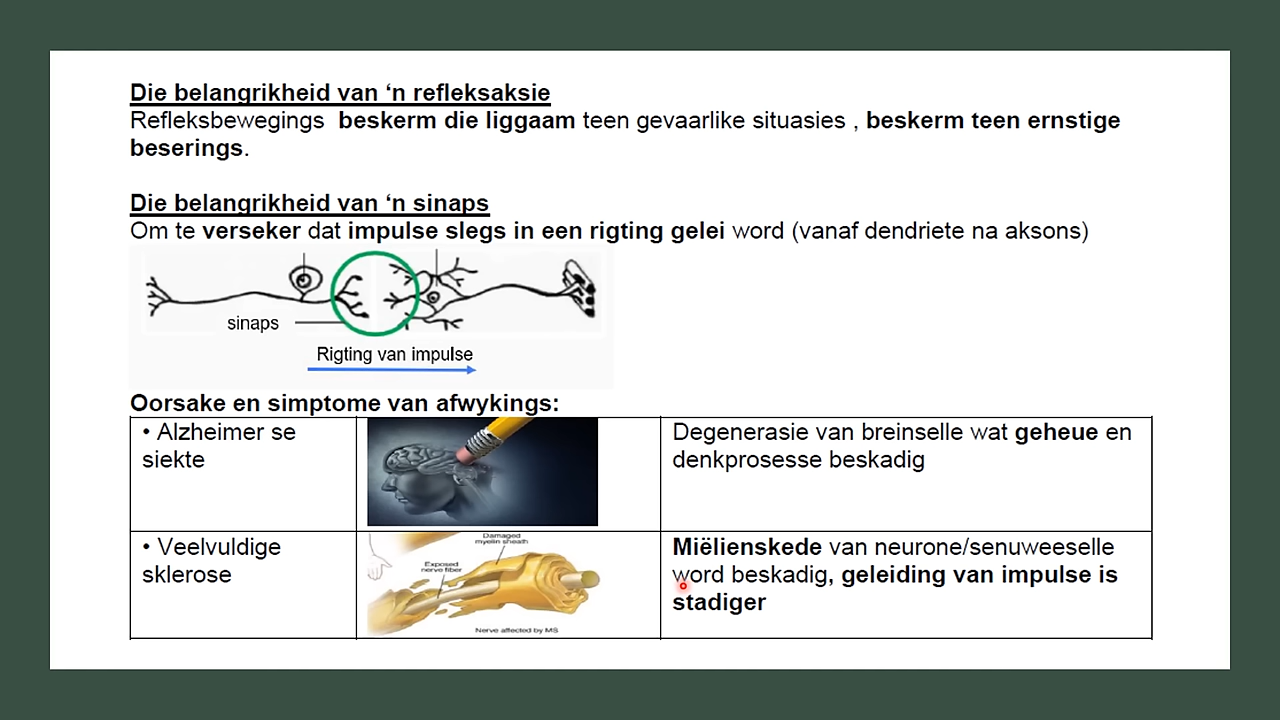 Die belangrikheid van ‘n refleksaksie
Refleksbewegings beskerm die liggaam teen gevaarlike situasies , beskerm teen ernstige
beserings.
Die belangrikheid van ‘n sinaps
Om te verseker dat impulse slegs in een rigting gelei word (vanaf dendriete na aksons)
sinaps
Rigting van impulse
Oorsake en simptome van afwykings:
• Alzheimer se
siekte
Degenerasie van breinselle wat geheue en
denkprosesse beskadig
• Veelvuldige
sklerose
Damaged
myelin sheath
Exposed
nerve fiber
Nerve affected by MS
Miëlienskede van neurone/senuweeselle
word beskadig, geleiding van impulse is
stadiger